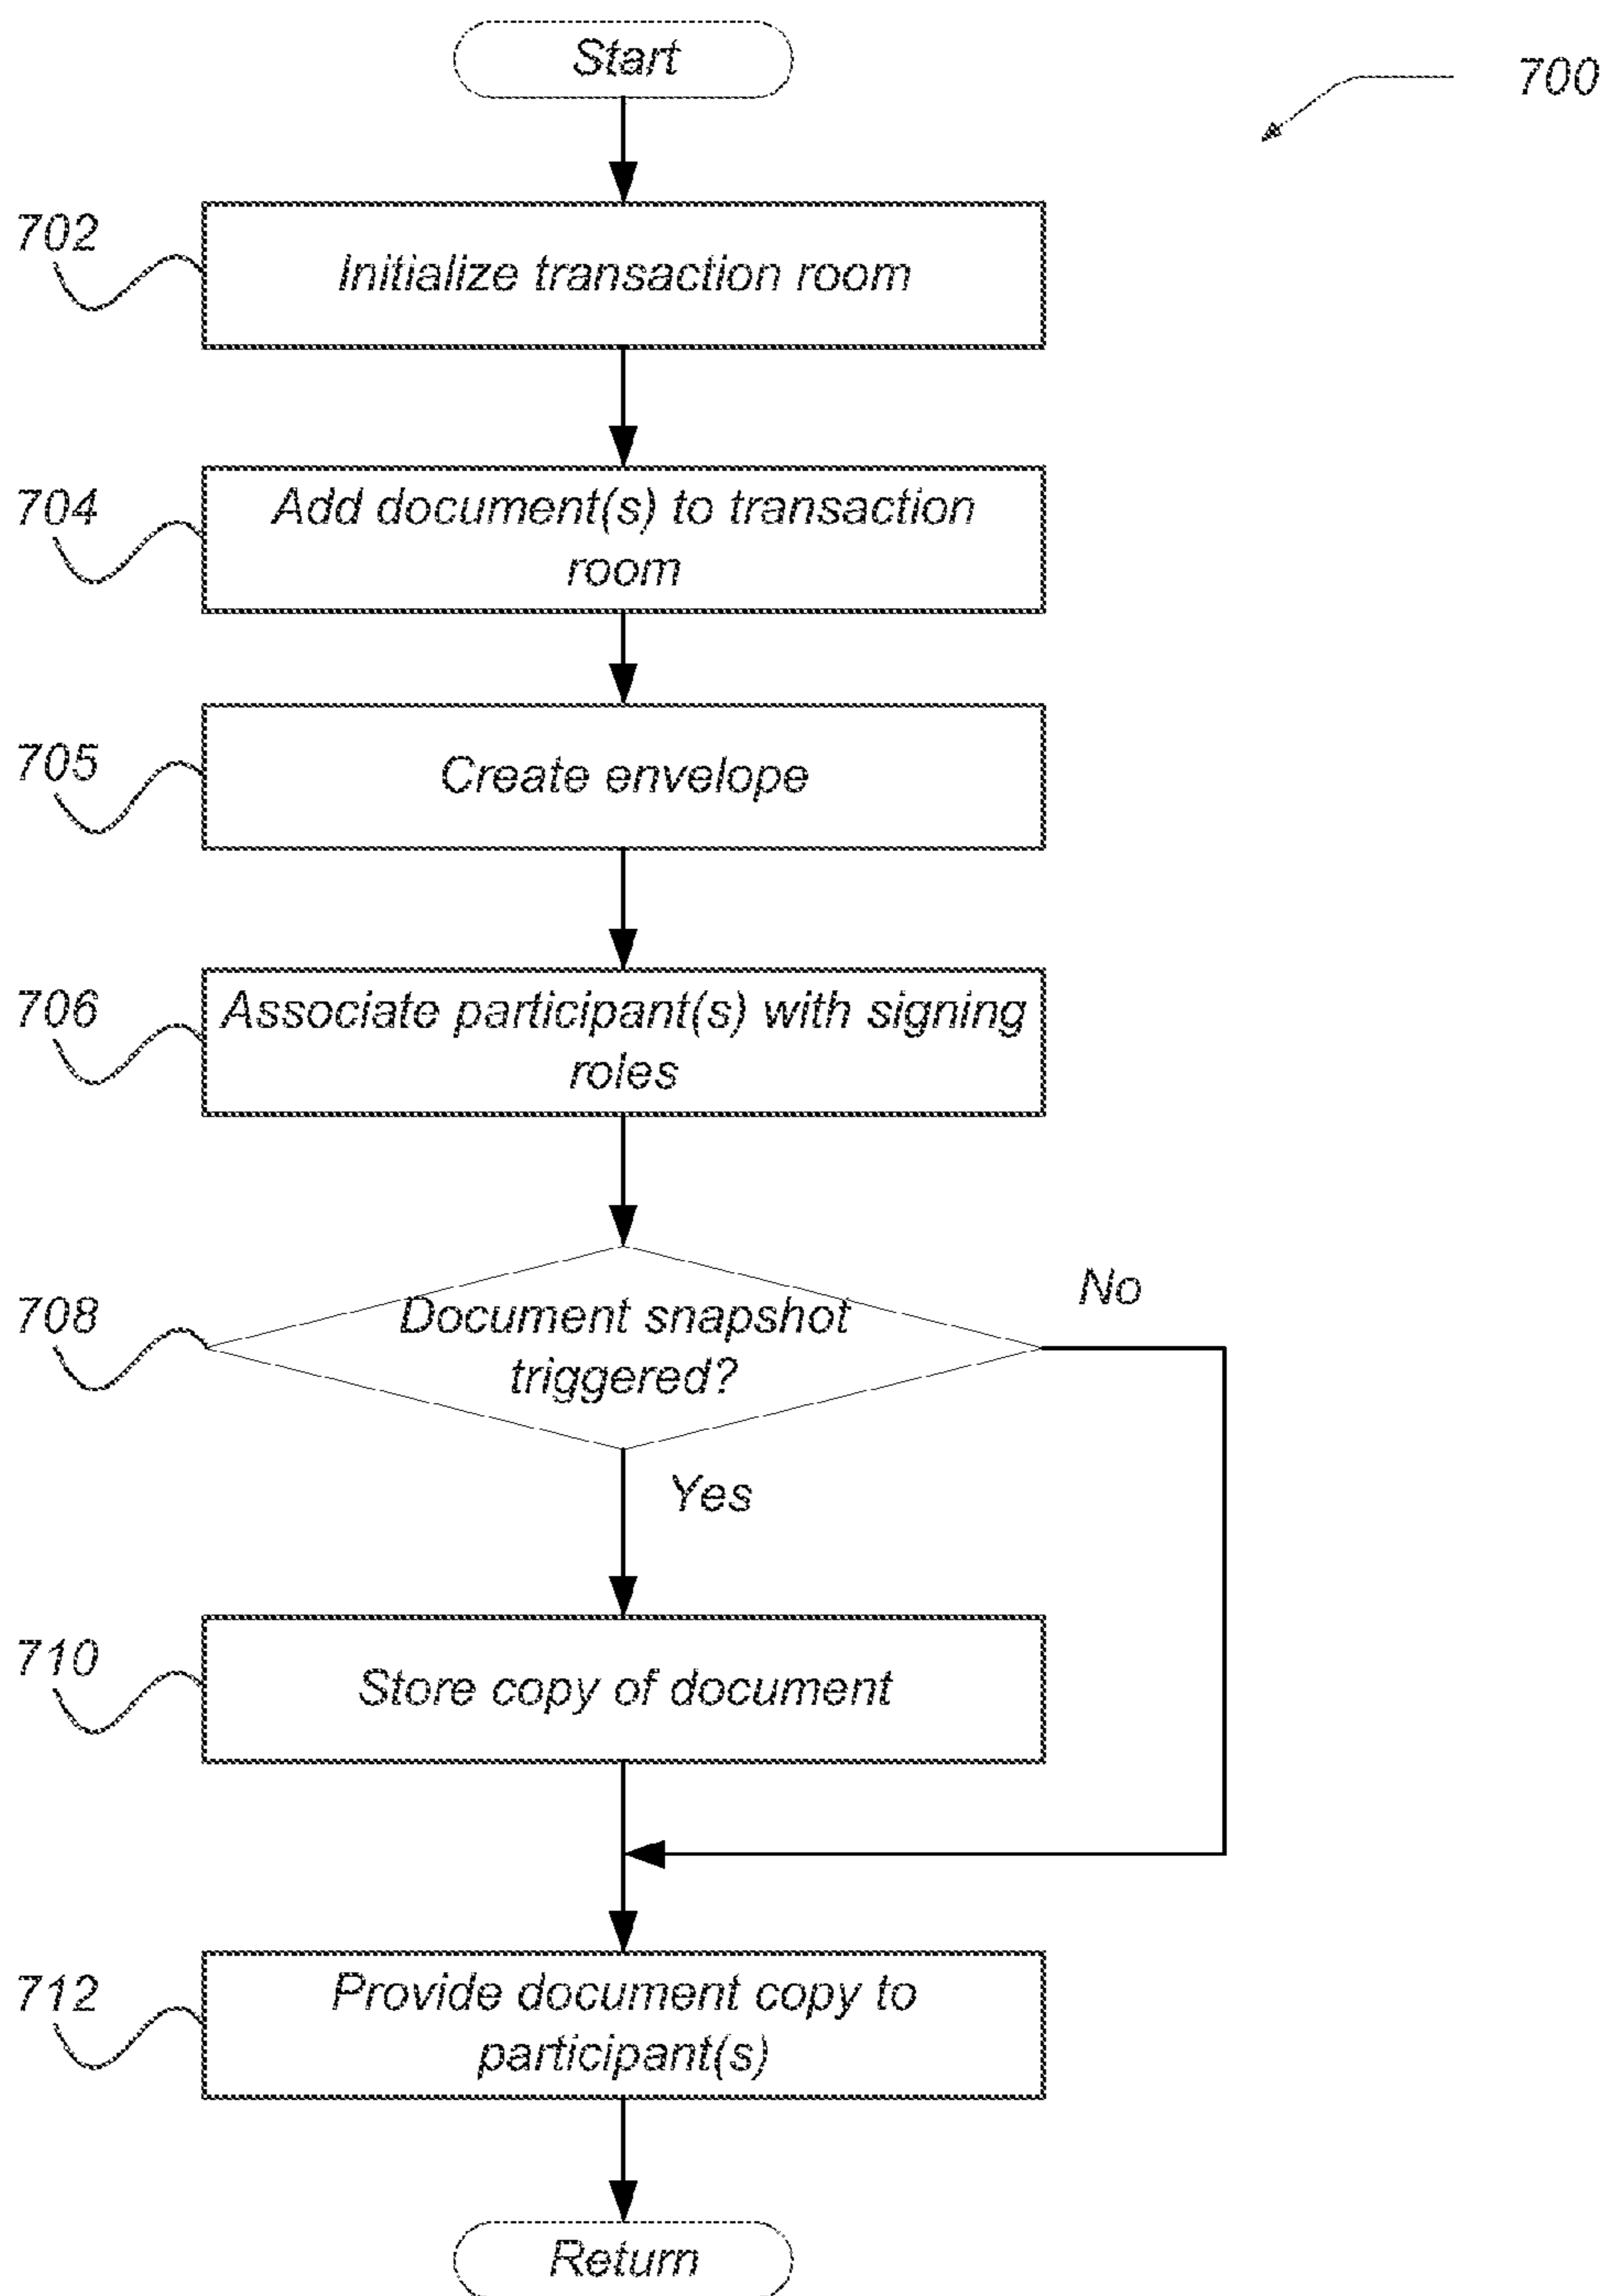 Start
700
702
Initialize transaction room
704
Add document(s) to transaction
room
705
Create envelope
706
Associate participant(s) with signing
roles
708
Document snapshot
triggered?
No
Yes
710
Store copy of document
712
Provide document copy to
participant(s)
Return